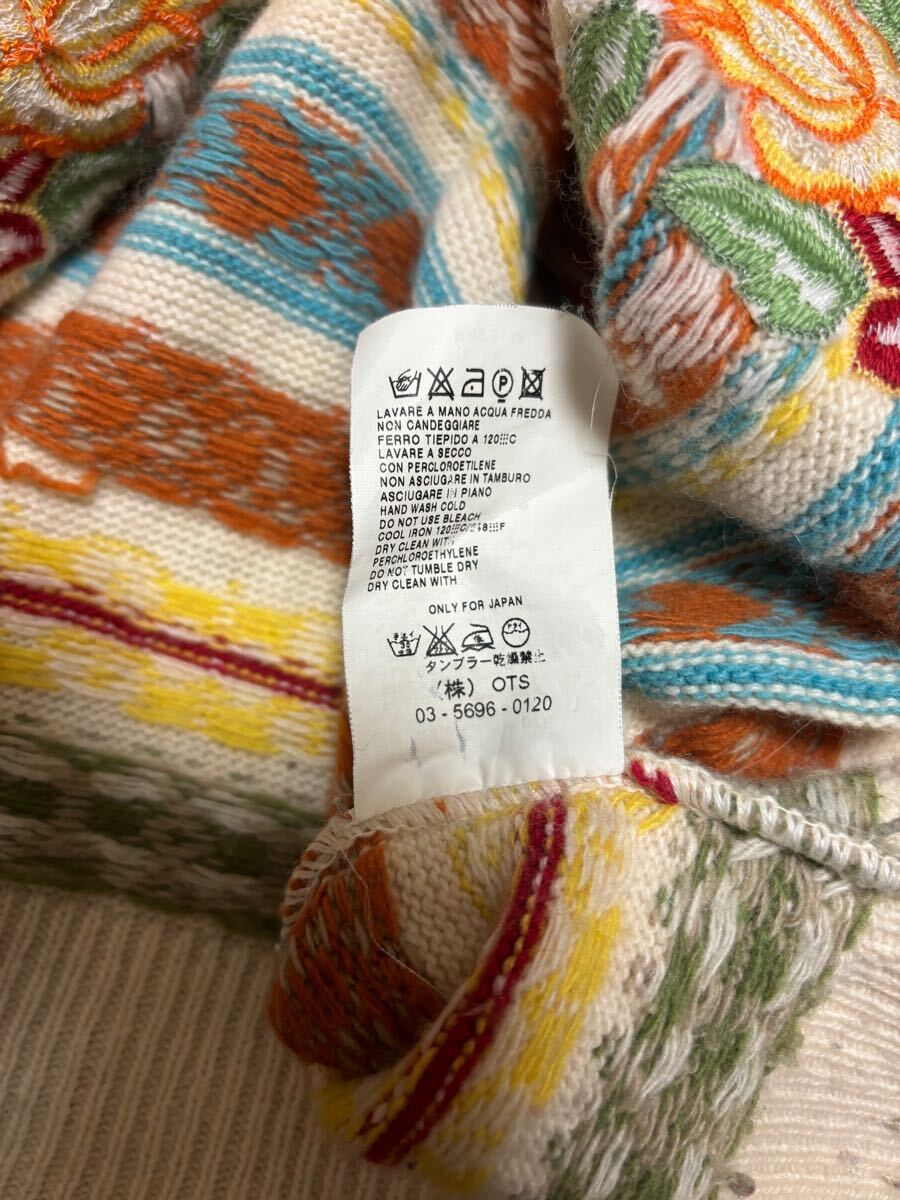 LAVARE A MANO ACQUA FREDDA
NON CANDEGGIARE
FERRO TIEPIDO A 120 C
LAVARE A SECCO
CON PERCLOROETILENE
NON ASCIUGARE IN TAMBURO
ASCIUGARE IN PIANO
HAND WASH COLD
DO NOT USE BLEACH
COOL IRON 120 C/248 F
DRY CLEAN WITH
PERCHLOROETHYLENE
DO NOT TUMBLE DRY
DRY CLEAN WITH
ONLY FOR JAPAN
タンブラー乾燥禁止
(株) OTS
03-5696-0120